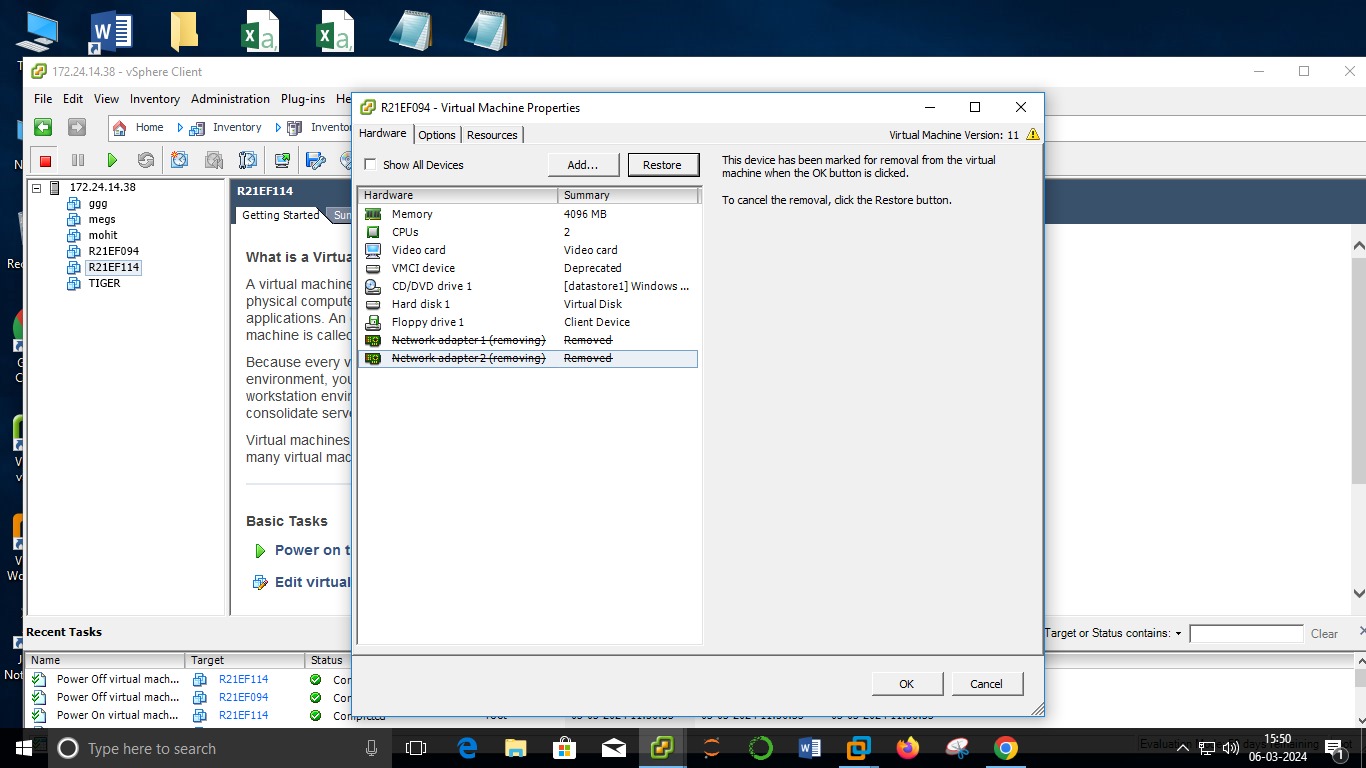 172.24.14.38 - vSphere Client
File Edit View Inventory Administration Plug-ins He
R21EF094 - Virtual Machine Properties
Home Inventory Invento
Hardware Options Resources
Virtual Machine Version: 11
Show All Devices Add... Restore
This device has been marked for removal from the virtual
machine when the OK button is clicked.
To cancel the removal, click the Restore button.
172.24.14.38
ggg
megs
mohit
R21EF094
R21EF114
TIGER
R21EF114
Getting Started Sun
What is a Virtua
A virtual machine
physical compute
applications. An
machine is called
Because every v
environment, you
workstation envir
consolidate serve
Virtual machines
many virtual mac
Basic Tasks
Power on t
Edit virtual
Hardware Summary
Memory 4096 MB
CPUs 2
Video card Video card
VMCI device Deprecated
CD/DVD drive 1 [datastore1] Windows ...
Hard disk 1 Virtual Disk
Floppy drive 1 Client Device
Network adapter 1 (removing) Removed
Network adapter 2 (removing) Removed
OK Cancel
Recent Tasks
Target or Status contains: Clear
Name Target Status
Power Off virtual mach... R21EF114 Con
Power Off virtual mach... R21EF094 Con
Power On virtual mach... R21EF114 Completed
Type here to search
15:50
06-03-2024
1